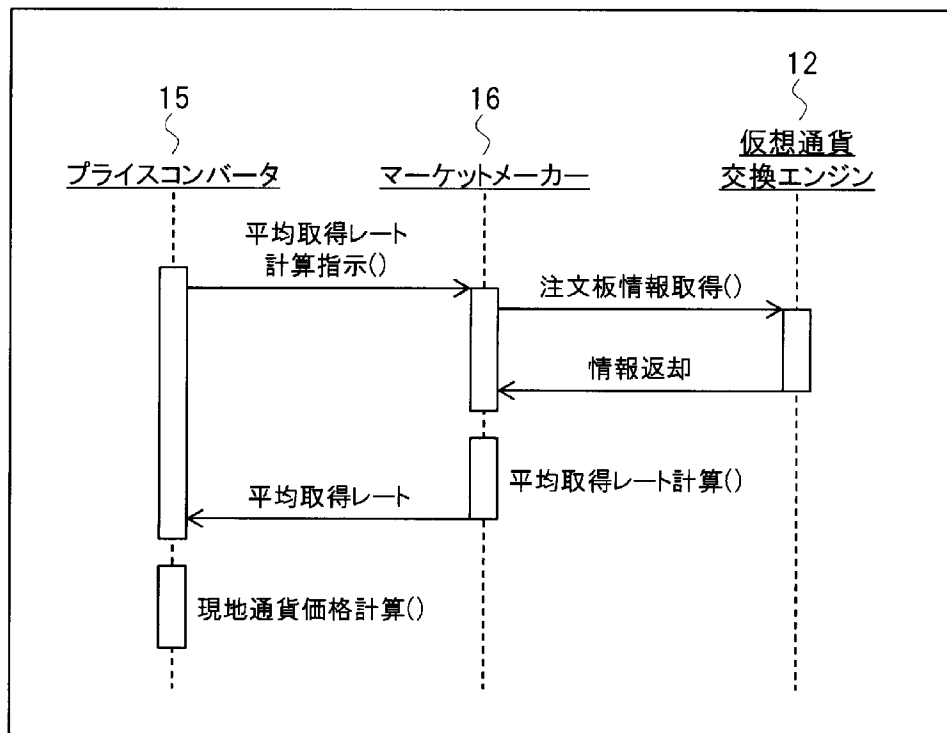 15
16
12
プライスコンバータ
マーケットメーカー
仮想通貨
交換エンジン
平均取得レート
計算指示()
注文板情報取得()
情報返却
平均取得レート計算()
平均取得レート
現地通貨価格計算()